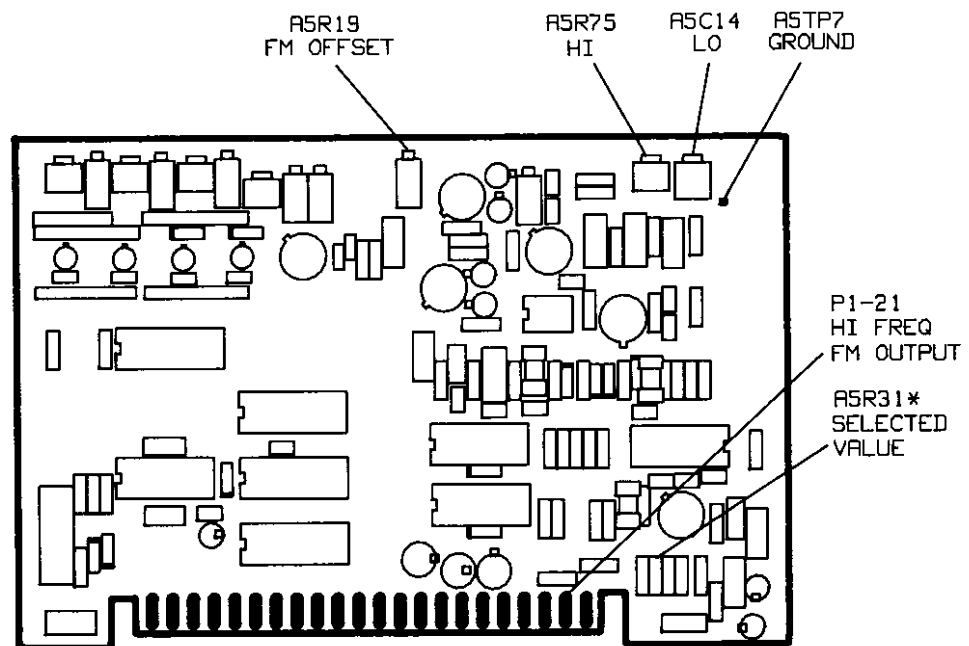 A5R19
FM OFFSET
A5R75
HI
A5C14
LO
A5TP7
GROUND
P1-21
HI FREQ
FM OUTPUT
A5R31*
SELECTED
VALUE